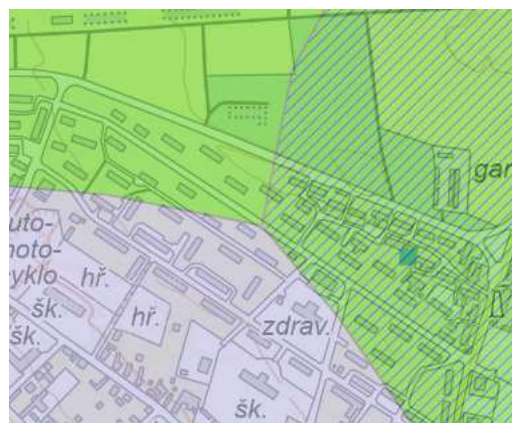 gar
uto-
noto-
yklo
hř.
šk.
hř.
zdrav.
šk.
šk.